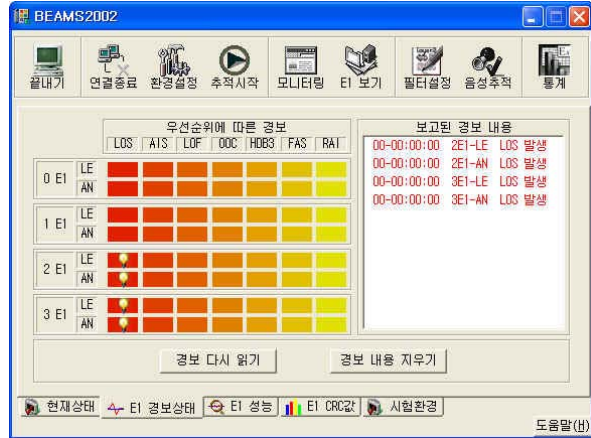 BEAMS2002
끝내기 연결종료 환경설정 추적시작 모니터링 E1 보기 필터설정 음성추적 통계
우선순위에 따른 경보
LOS AIS LOF OOC HDB3 FAS RAI
0 E1 LE
AN
1 E1 LE
AN
2 E1 LE
AN
3 E1 LE
AN
보고된 경보 내용
00-00:00:00 2E1-LE LOS 발생
00-00:00:00 2E1-AN LOS 발생
00-00:00:00 3E1-LE LOS 발생
00-00:00:00 3E1-AN LOS 발생
경보 다시 읽기 경보 내용 지우기
현재상태 E1 경보상태 E1 성능 E1 CRC값 시험환경
도움말(H)